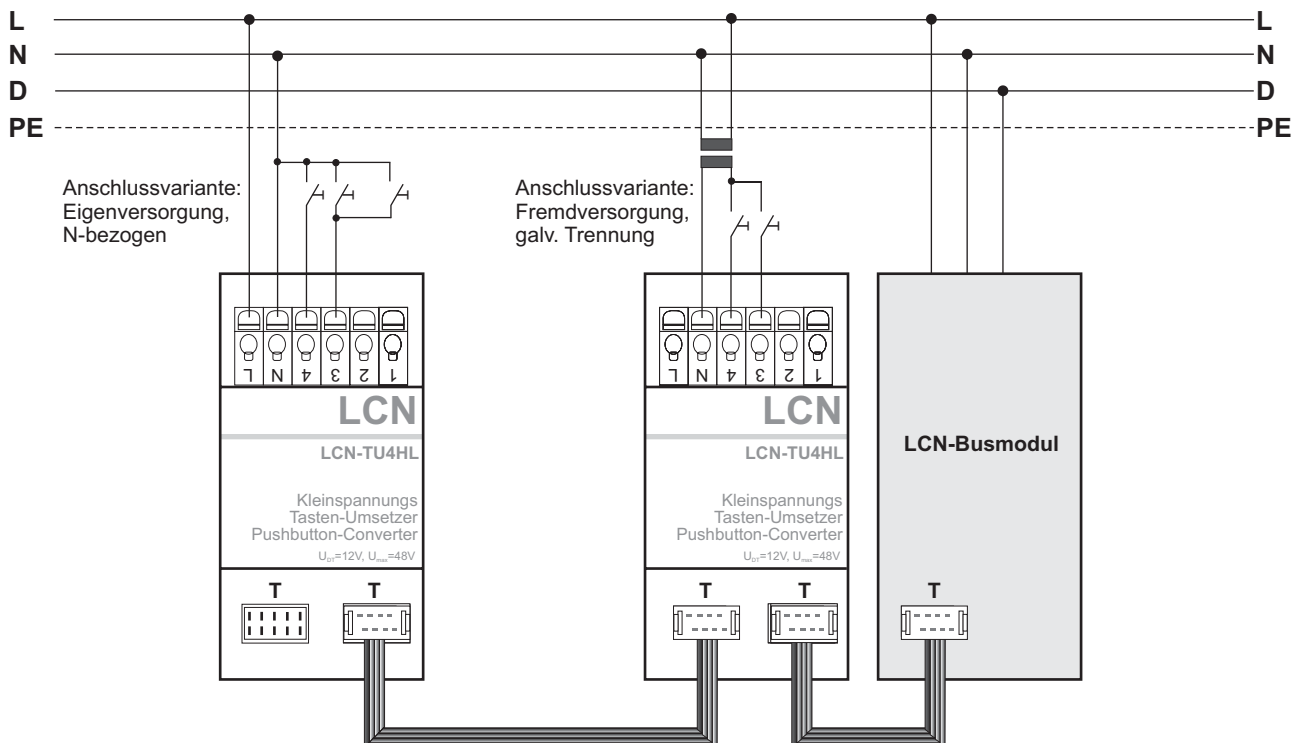 L L
N N
D D
PE PE
Anschlussvariante:
Eigenversorgung,
N-bezogen
Anschlussvariante:
Fremdversorgung,
galv. Trennung
L N 4 3 2 1
LCN
LCN-TU4HL
Kleinspannungs
Tasten-Umsetzer
Pushbutton-Converter
T T
L N 4 3 2 1
LCN
LCN-TU4HL
Kleinspannungs
Tasten-Umsetzer
Pushbutton-Converter
T T
LCN-Busmodul
T